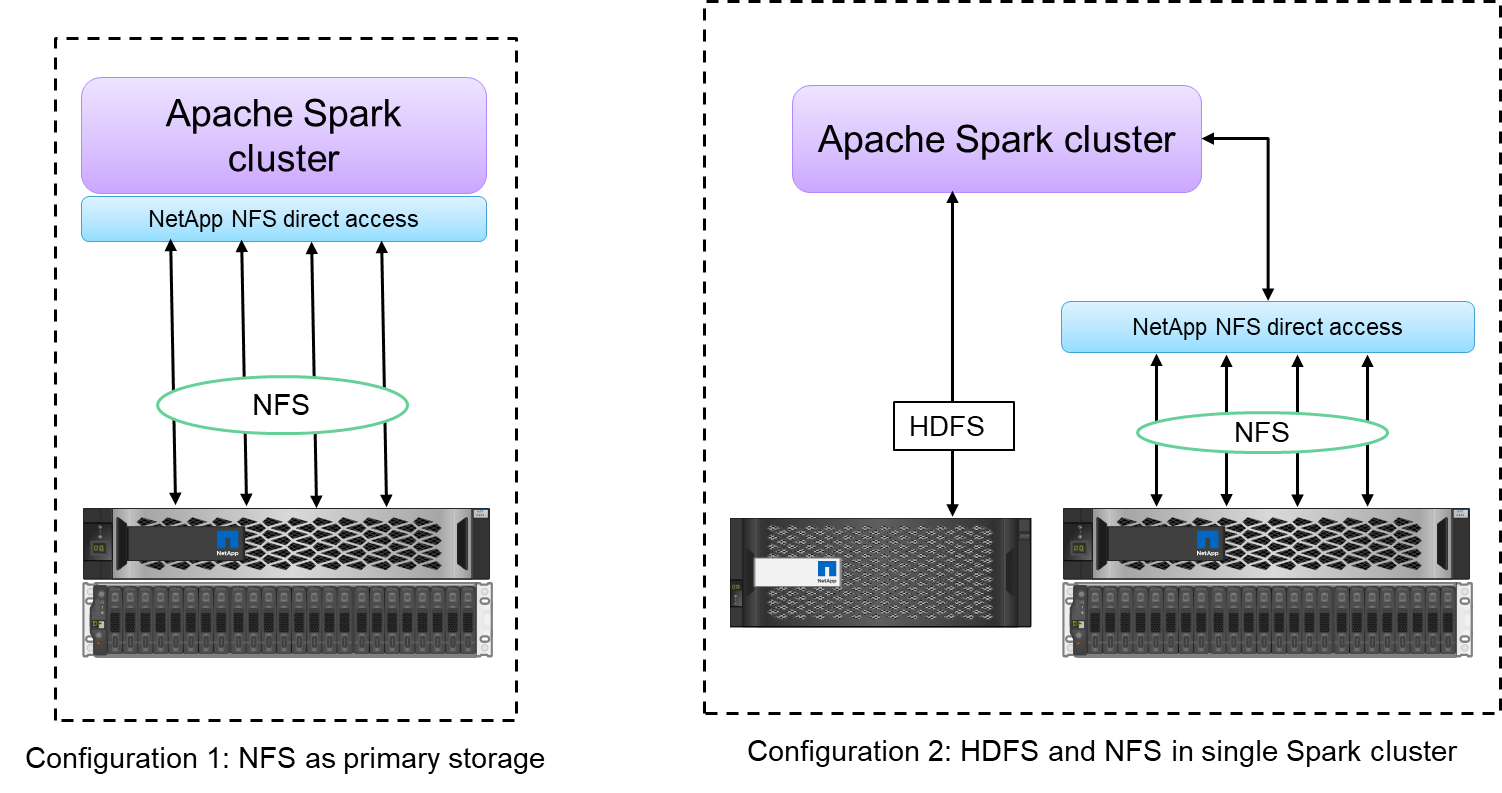 Apache Spark
cluster
NetApp NFS direct access
NFS
NetApp
Configuration 1: NFS as primary storage
Apache Spark cluster
NetApp NFS direct access
HDFS
NFS
NetApp
NetApp
Configuration 2: HDFS and NFS in single Spark cluster